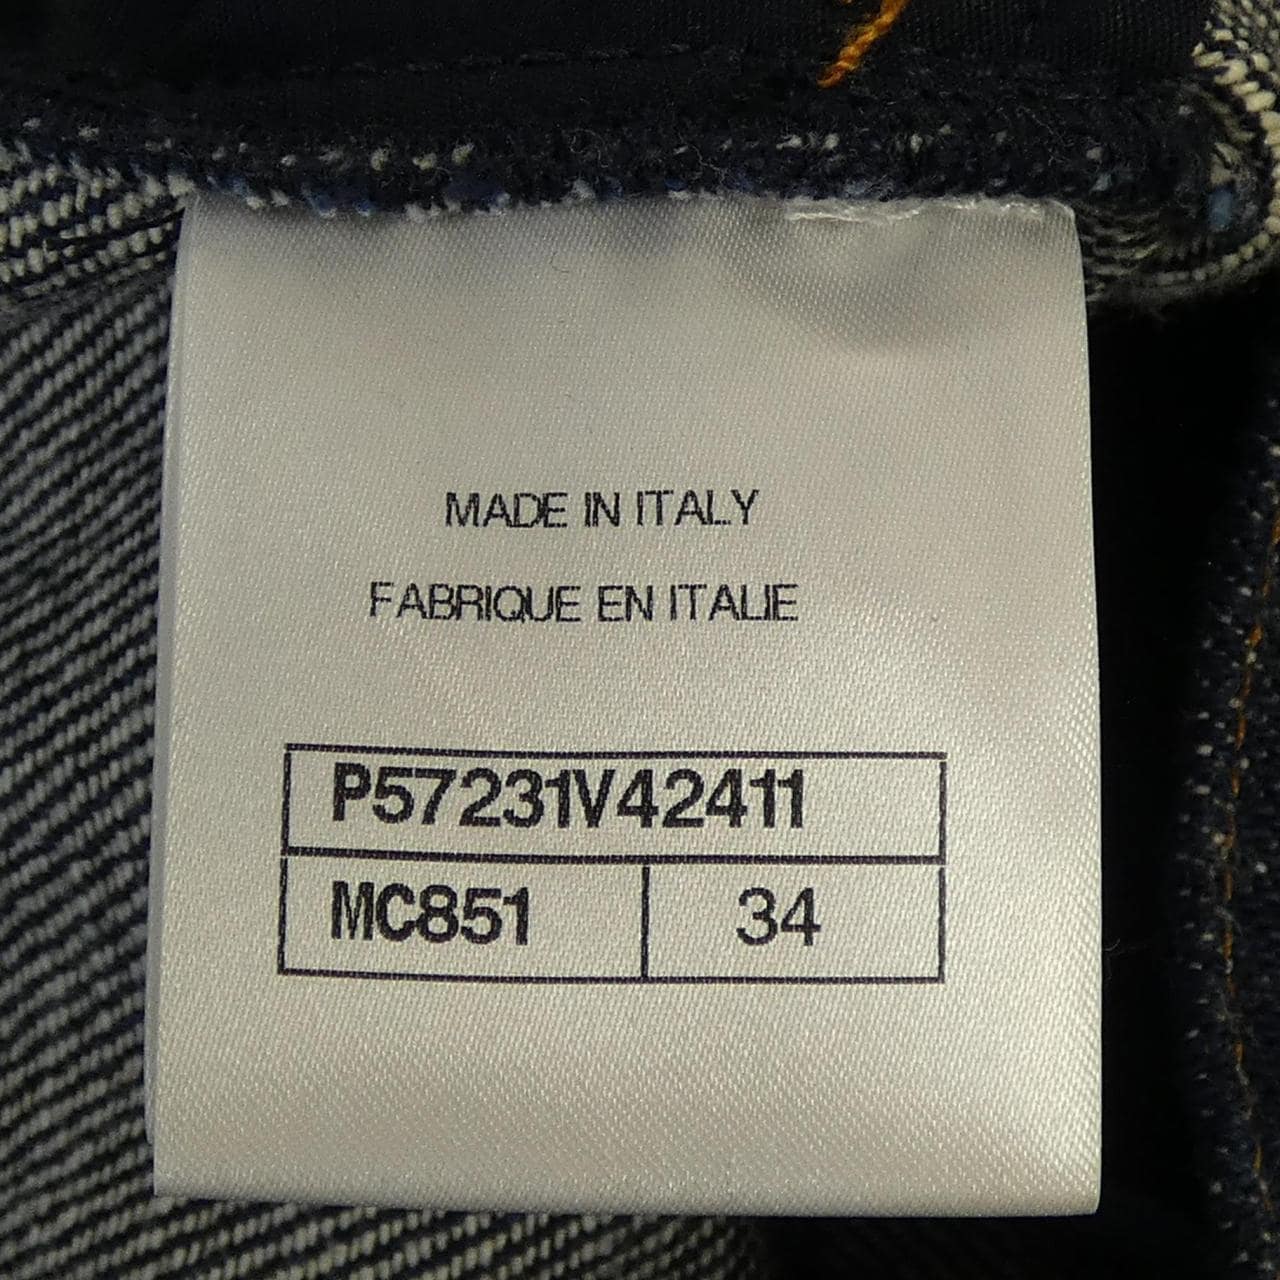 MADE IN ITALY
FABRIQUE EN ITALIE
P57231V42411
MC851 34